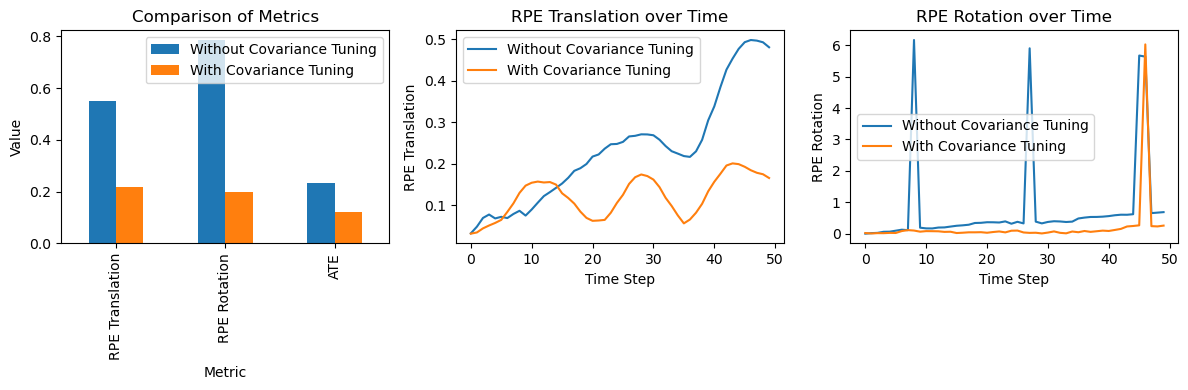 Comparison of Metrics
Without Covariance Tuning
With Covariance Tuning
0.8
0.6
0.4
0.2
0.0
Value
RPE Translation
RPE Rotation
ATE
Metric
RPE Translation over Time
Without Covariance Tuning
With Covariance Tuning
0.5
0.4
0.3
0.2
0.1
RPE Translation
0 10 20 30 40 50
Time Step
RPE Rotation over Time
Without Covariance Tuning
With Covariance Tuning
6
5
4
3
2
1
0
RPE Rotation
0 10 20 30 40 50
Time Step